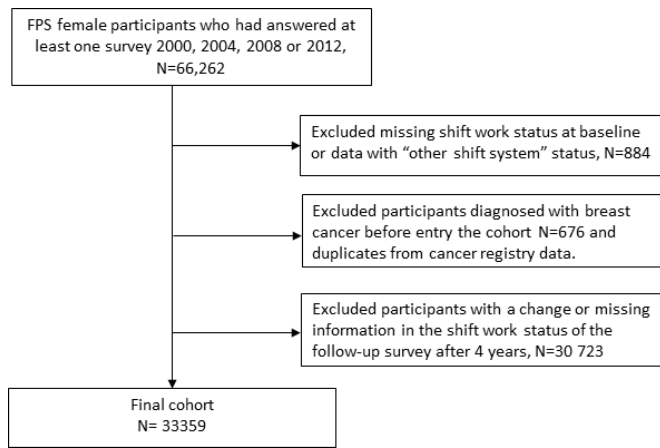 FPS female participants who had answered at
least one survey 2000, 2004, 2008 or 2012,
N=66,262
Excluded missing shift work status at baseline
or data with “other shift system” status, N=884
Excluded participants diagnosed with breast
cancer before entry the cohort N=676 and
duplicates from cancer registry data.
Excluded participants with a change or missing
information in the shift work status of the
follow-up survey after 4 years, N=30 723
Final cohort
N= 33359